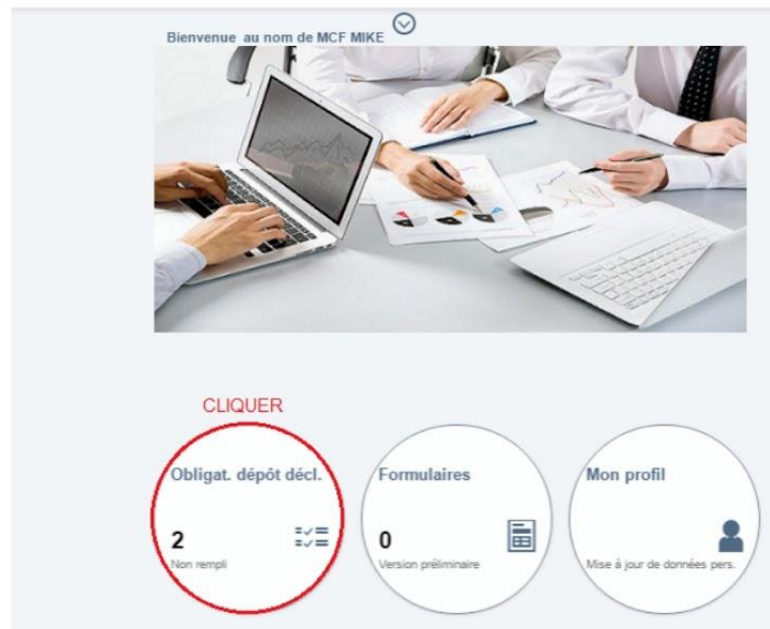 Bienvenue au nom de MCF MIKE
CLIQUER
Obligat. dépôt décl.
2
Non rempli
Formulaires
0
Version préliminaire
Mon profil
Mise à jour de données pers.